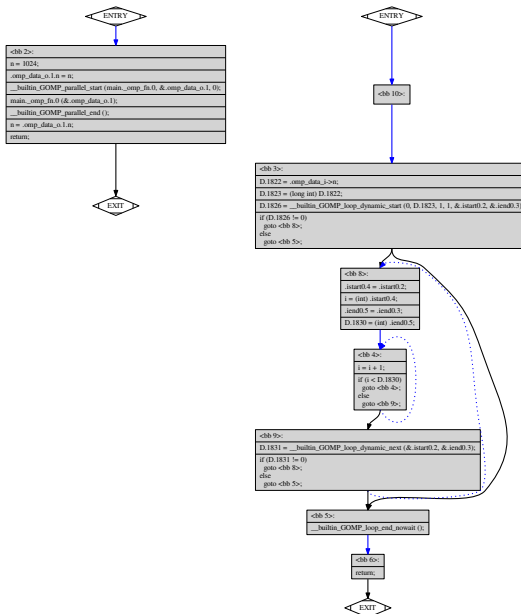 ENTRY
<bb 2>:
n = 1024;
.omp_data_o.1.n = n;
__builtin_GOMP_parallel_start (main._omp_fn.0, &.omp_data_o.1, 0);
main._omp_fn.0 (&.omp_data_o.1);
__builtin_GOMP_parallel_end ();
n = .omp_data_o.1.n;
return;
EXIT
ENTRY
<bb 10>:
<bb 3>:
D.1822 = .omp_data_i->n;
D.1823 = (long int) D.1822;
D.1826 = __builtin_GOMP_loop_dynamic_start (0, D.1823, 1, 1, &.istart0.2, &.iend0.3);
if (D.1826 != 0)
goto <bb 8>;
else
goto <bb 5>;
<bb 8>:
.istart0.4 = .istart0.2;
i = (int) .istart0.4;
.iend0.5 = .iend0.3;
D.1830 = (int) .iend0.5;
<bb 4>:
i = i + 1;
if (i < D.1830)
goto <bb 4>;
else
goto <bb 9>;
<bb 9>:
D.1831 = __builtin_GOMP_loop_dynamic_next (&.istart0.2, &.iend0.3);
if (D.1831 != 0)
goto <bb 8>;
else
goto <bb 5>;
<bb 5>:
__builtin_GOMP_loop_end_nowait ();
<bb 6>:
return;
EXIT